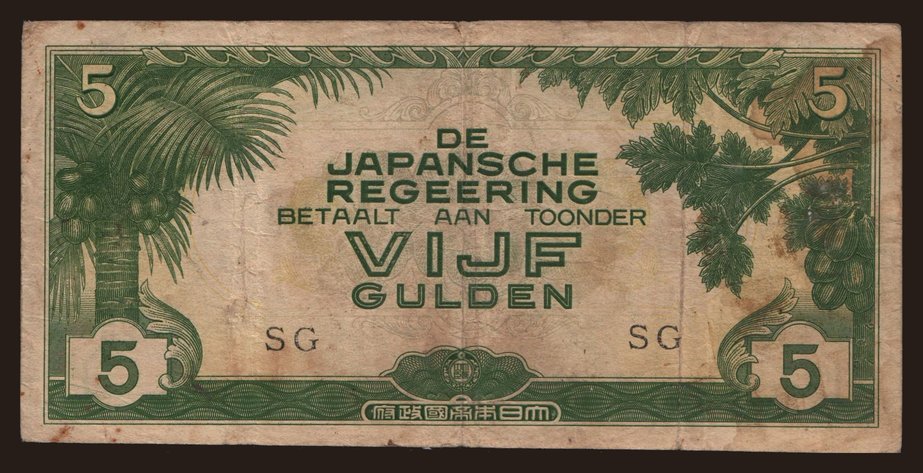 5 5
DE
JAPANSCHE
REGEERING
BETAALT AAN TOONDER
VIJF
GULDEN
SG SG
5 5
府政國帝本日大